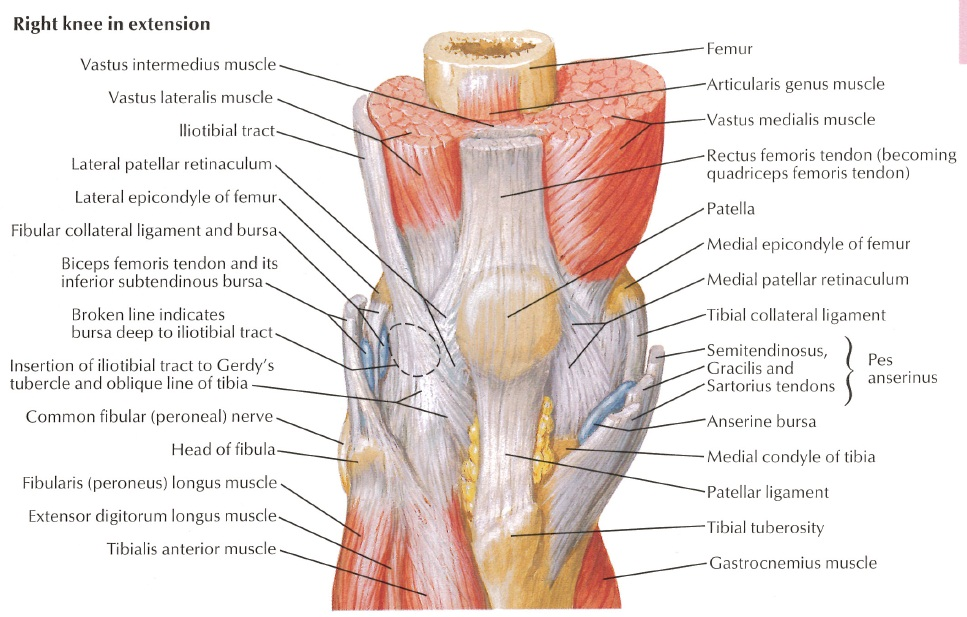 Right knee in extension
Vastus intermedius muscle
Vastus lateralis muscle
Iliotibial tract
Lateral patellar retinaculum
Lateral epicondyle of femur
Fibular collateral ligament and bursa
Biceps femoris tendon and its
inferior subtendinous bursa
Broken line indicates
bursa deep to iliotibial tract
Insertion of iliotibial tract to Gerdy's
tubercle and oblique line of tibia
Common fibular (peroneal) nerve
Head of fibula
Fibularis (peroneus) longus muscle
Extensor digitorum longus muscle
Tibialis anterior muscle
Femur
Articularis genus muscle
Vastus medialis muscle
Rectus femoris tendon (becoming
quadriceps femoris tendon)
Patella
Medial epicondyle of femur
Medial patellar retinaculum
Tibial collateral ligament
Semitendinosus,
Gracilis and
Sartorius tendons
Pes
anserinus
Anserine bursa
Medial condyle of tibia
Patellar ligament
Tibial tuberosity
Gastrocnemius muscle